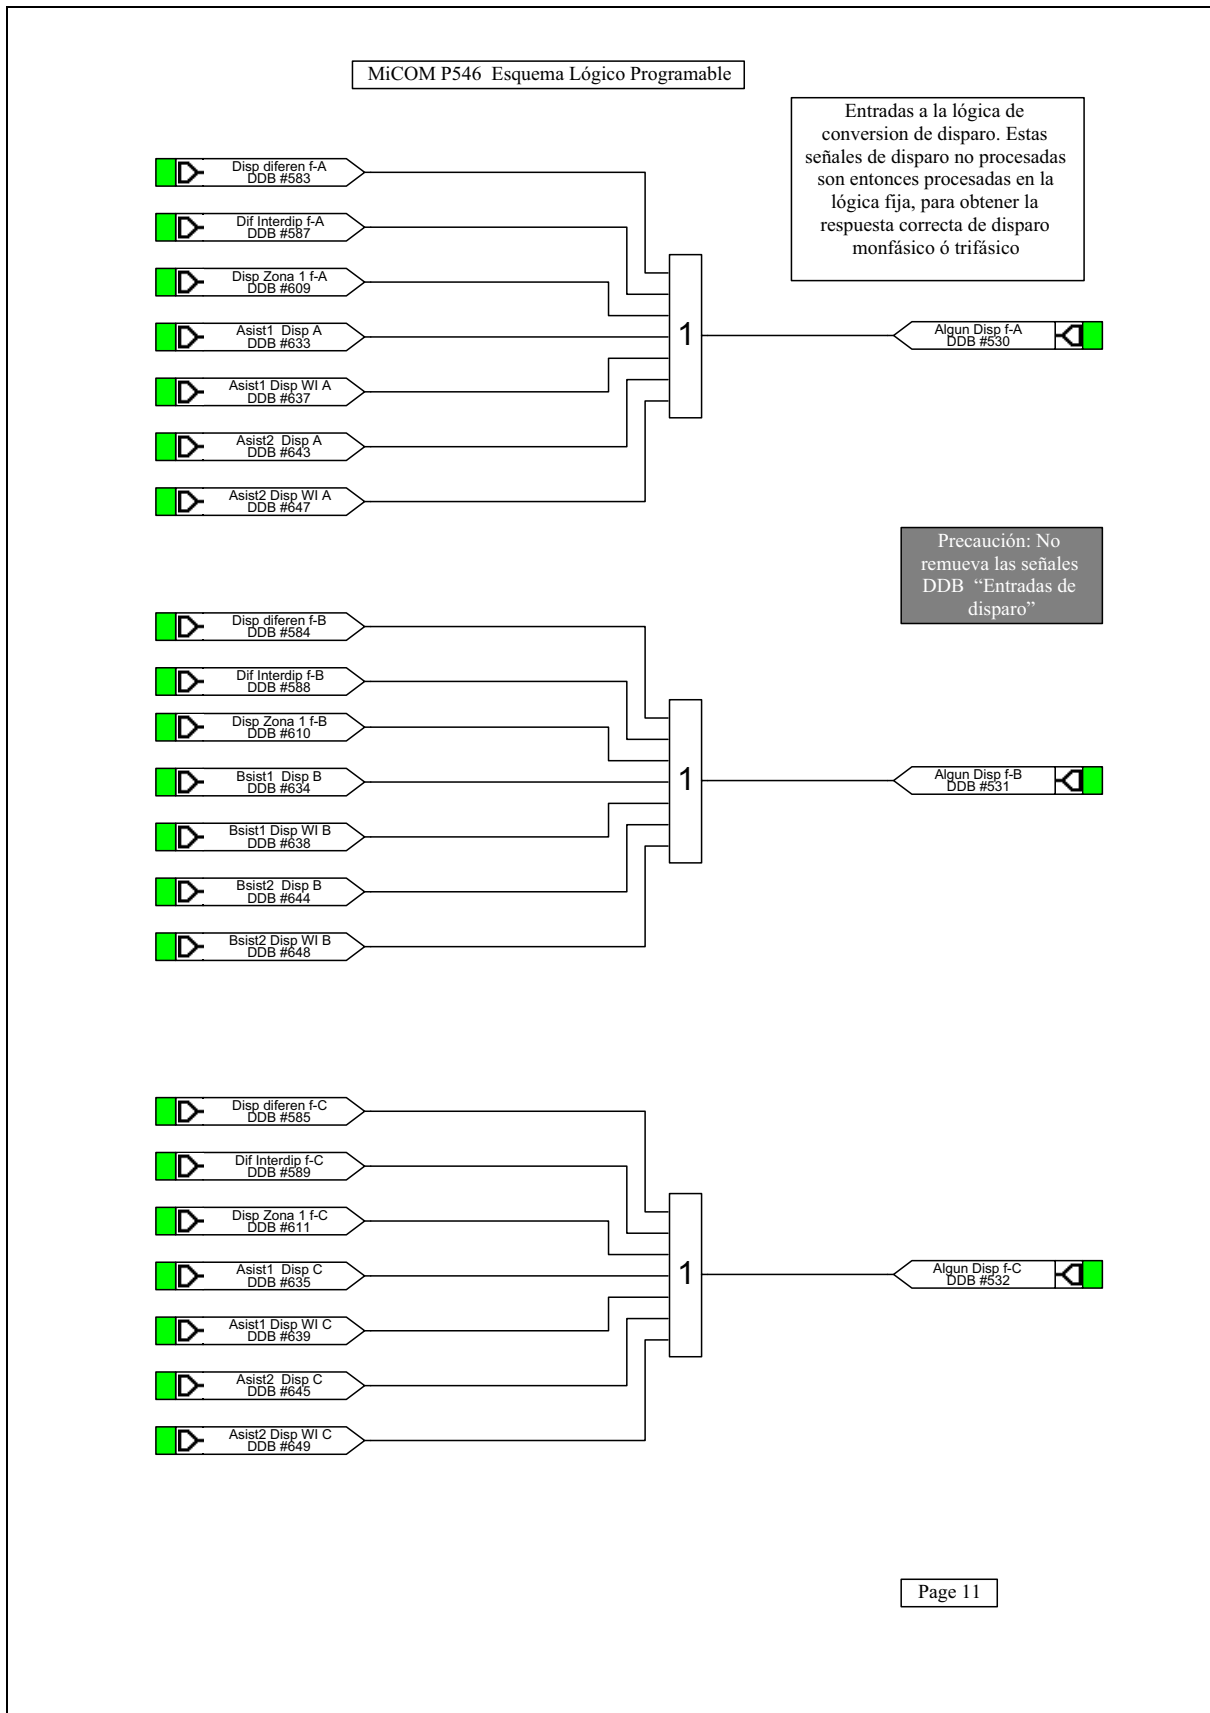 MiCOM P546  Esquema Lógico Programable
Entradas a la lógica de
conversion de disparo. Estas
señales de disparo no procesadas
son entonces procesadas en la
lógica fija, para obtener la
respuesta correcta de disparo
monfásico ó trifásico
Disp diferen f-A
DDB #583
Dif Interdip f-A
DDB #587
Disp Zona 1 f-A
DDB #609
Asist1  Disp A
DDB #633
Asist1 Disp WI A
DDB #637
Asist2  Disp A
DDB #643
Asist2 Disp WI A
DDB #647
1
Algun Disp f-A
DDB #530
Precaución: No
remueva las señales
DDB  “Entradas de
disparo”
Disp diferen f-B
DDB #584
Dif Interdip f-B
DDB #588
Disp Zona 1 f-B
DDB #610
Bsist1  Disp B
DDB #634
Bsist1 Disp WI B
DDB #638
Bsist2  Disp B
DDB #644
Bsist2 Disp WI B
DDB #648
1
Algun Disp f-B
DDB #531
Disp diferen f-C
DDB #585
Dif Interdip f-C
DDB #589
Disp Zona 1 f-C
DDB #611
Asist1  Disp C
DDB #635
Asist1 Disp WI C
DDB #639
Asist2  Disp C
DDB #645
Asist2 Disp WI C
DDB #649
1
Algun Disp f-C
DDB #532
Page 11